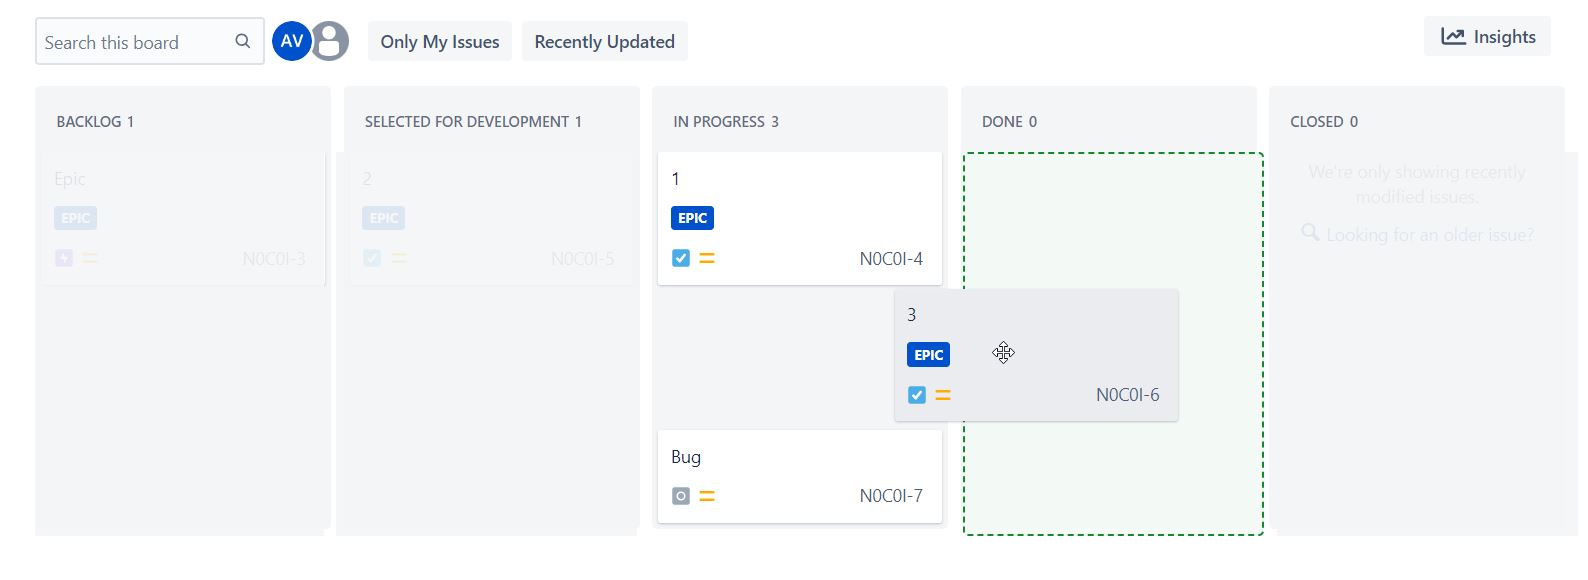 Search this board
AV
Only My Issues
Recently Updated
Insights
BACKLOG 1
SELECTED FOR DEVELOPMENT 1
IN PROGRESS 3
DONE 0
CLOSED 0
Epic
EPIC
N0C0I-3
2
EPIC
N0C0I-5
1
EPIC
N0C0I-4
3
EPIC
N0C0I-6
Bug
N0C0I-7
We're only showing recently
modified issues.
Looking for an older issue?